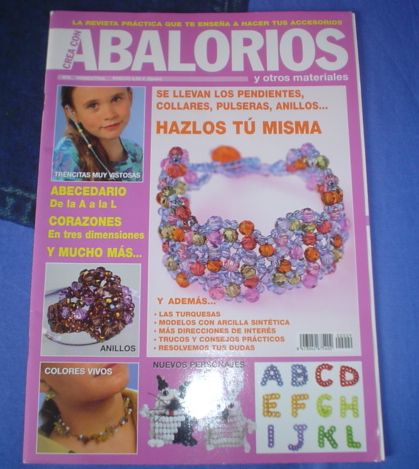 LA REVISTA PRÁCTICA QUE TE ENSEÑA A HACER TUS ACCESORIOS
CREA CON
ABALORIOS
y otros materiales
SE LLEVAN LOS PENDIENTES,
COLLARES, PULSERAS, ANILLOS...
HAZLOS TÚ MISMA
TRENCITAS MUY VISTOSAS
ABECEDARIO
De la A a la L
CORAZONES
En tres dimensiones
Y MUCHO MÁS...
ANILLOS
Y ADEMÁS...
• LAS TURQUESAS
• MODELOS CON ARCILLA SINTÉTICA
• MÁS DIRECCIONES DE INTERÉS
• TRUCOS Y CONSEJOS PRÁCTICOS
• RESOLVEMOS TUS DUDAS
COLORES VIVOS
NUEVOS PERSONAJES
A B C D
E F G H
I J K L